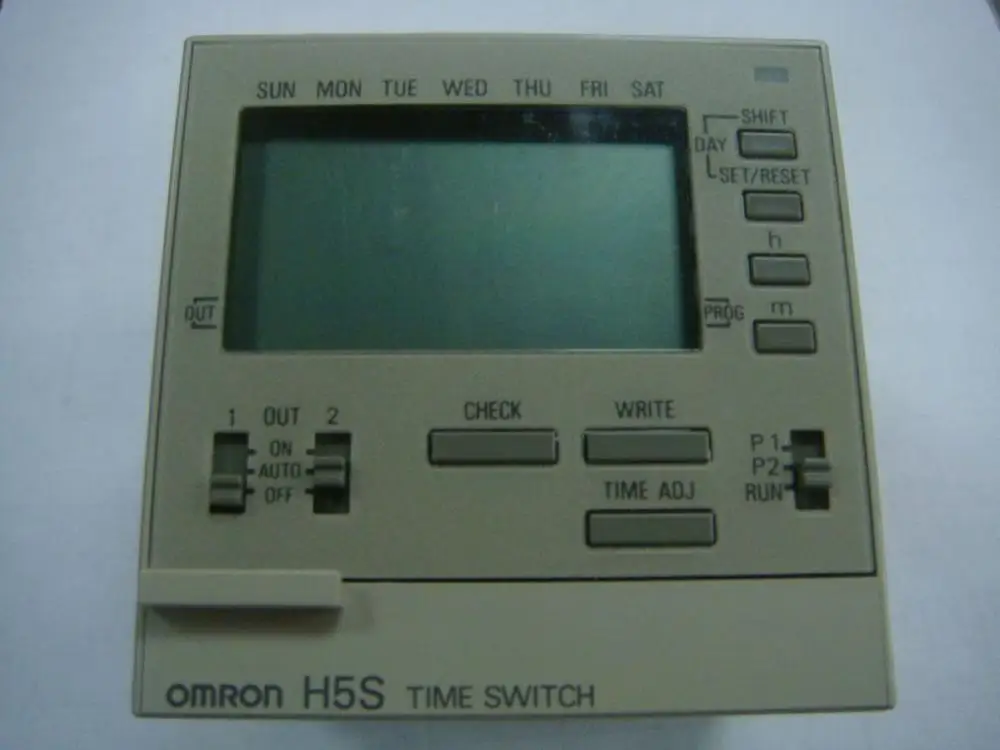 SUN MON TUE WED THU FRI SAT
SHIFT
DAY
SET/RESET
h
OUT
PROG
m
1 OUT 2
ON
AUTO
OFF
CHECK
WRITE
TIME ADJ
P1
P2
RUN
omron H5S TIME SWITCH